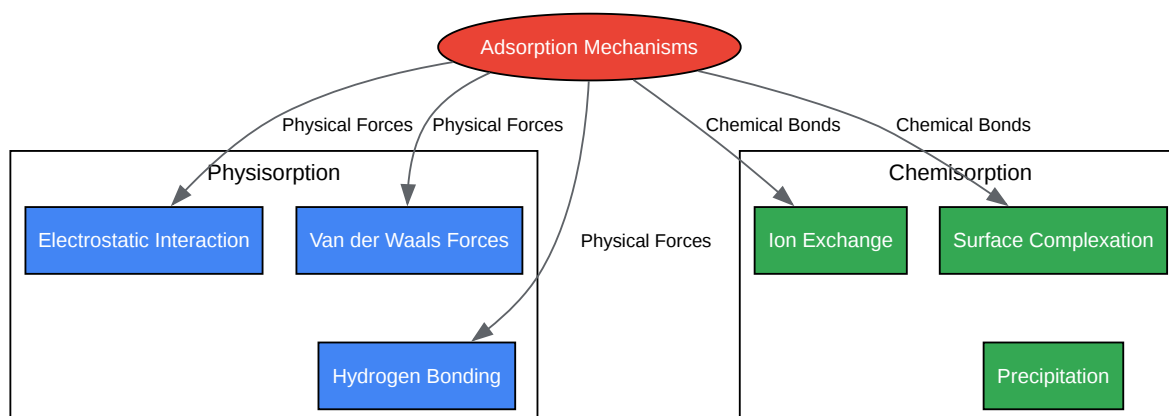 Adsorption Mechanisms
Physical Forces
Physical Forces
Chemical Bonds
Chemical Bonds
Physisorption
Chemisorption
Electrostatic Interaction
Van der Waals Forces
Physical Forces
Ion Exchange
Surface Complexation
Hydrogen Bonding
Precipitation